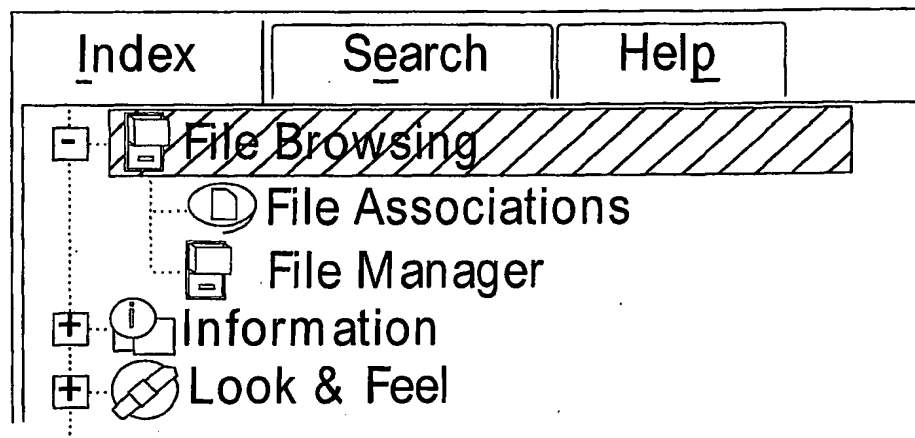 Index Search Help
File Browsing
File Associations
File Manager
Information
Look & Feel